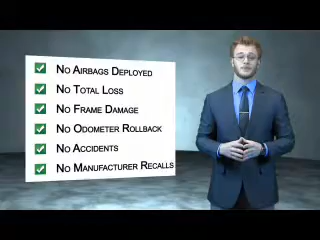 No Airbags Deployed
No Total Loss
No Frame Damage
No Odometer Rollback
No Accidents
No Manufacturer Recalls